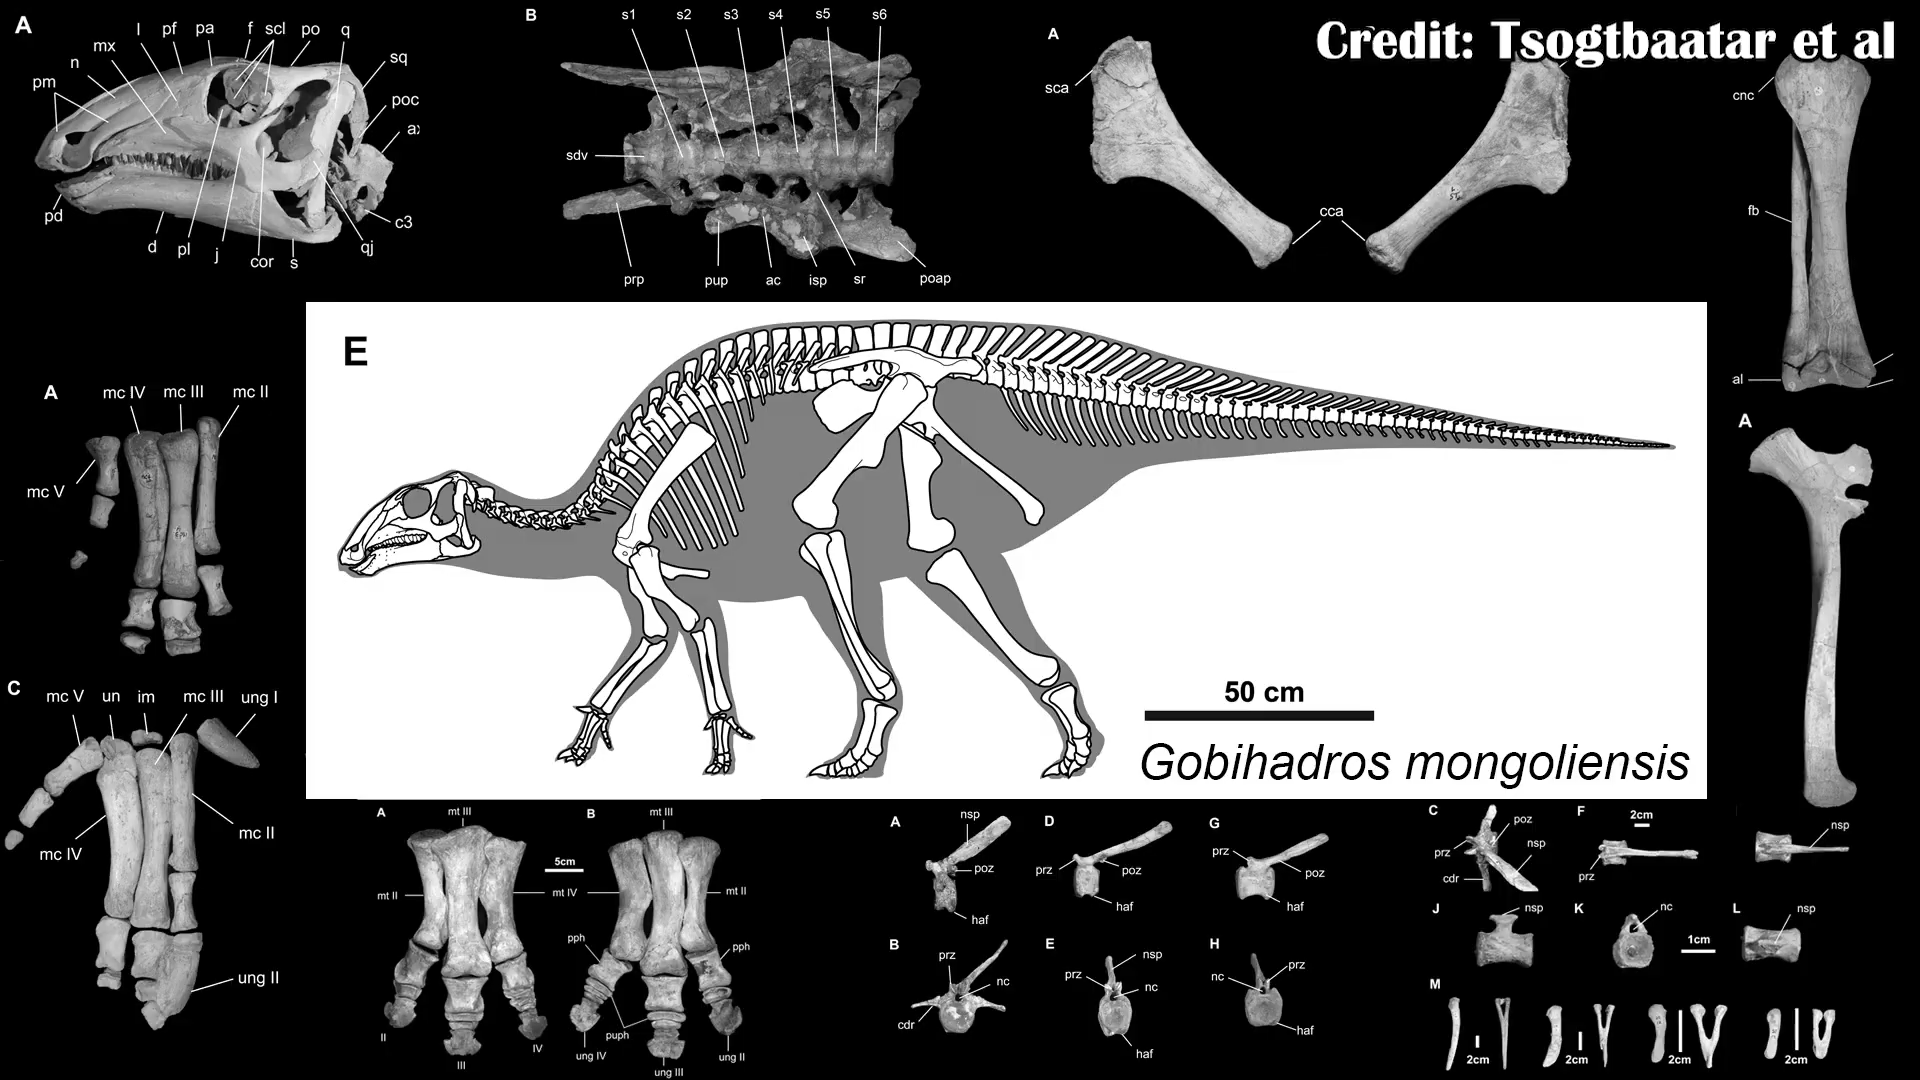 Credit: Tsogtbaatar et al
A
pm
n
mx
l
pf
pa
f
scl
po
q
sq
poc
c3
qj
s
cor
j
pl
d
pd
B
s1 s2 s3 s4 s5 s6
sdv
prp
pup
ac
isp
sr
poap
A
sca
cca
cnc
fb
al
A
mc IV
mc III
mc II
mc V
E
50 cm
Gobihadros mongoliensis
A
C
mc V
un
im
mc III
ung I
mc II
mc IV
ung II
A
mt III
B
mt III
5cm
mt II
mt IV
mt II
pph
pph
puph
II
III
IV
ung IV
ung III
ung II
A
nsp
poz
haf
D
prz
poz
haf
G
prz
poz
haf
B
prz
nc
cdr
E
nsp
prz
nc
haf
H
nc
prz
haf
C
poz
prz
nsp
cdr
F
2cm
prz
nsp
J
nsp
K
nc
1cm
L
nsp
M
2cm
2cm
2cm
2cm